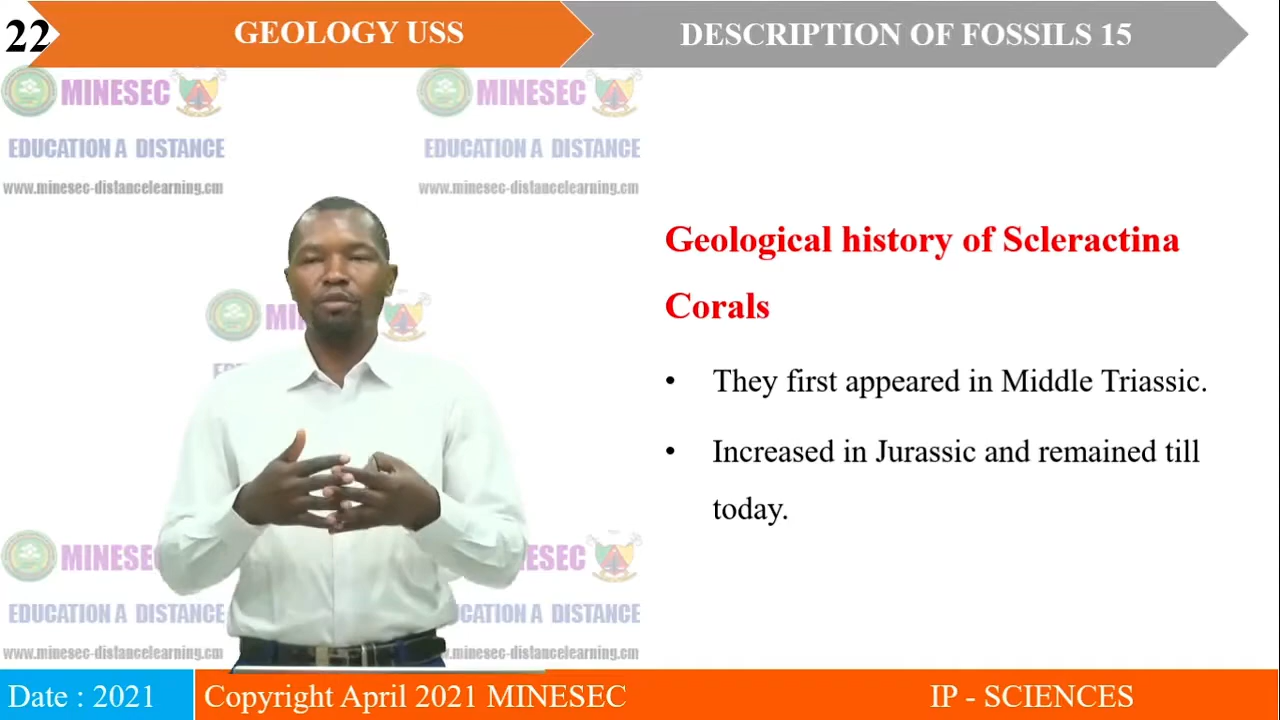 22
GEOLOGY USS
DESCRIPTION OF FOSSILS 15
MINESEC
MINESEC
EDUCATION A DISTANCE
EDUCATION A DISTANCE
www.minesec-distancelearning.cm
www.minesec-distancelearning.cm
Geological history of Scleractina
Corals
• They first appeared in Middle Triassic.
• Increased in Jurassic and remained till
today.
MINESEC
EDUCATION A DISTANCE
www.minesec-distancelearning.cm
www.minesec-distancelearning.cm
Date : 2021
Copyright April 2021 MINESEC
IP - SCIENCES